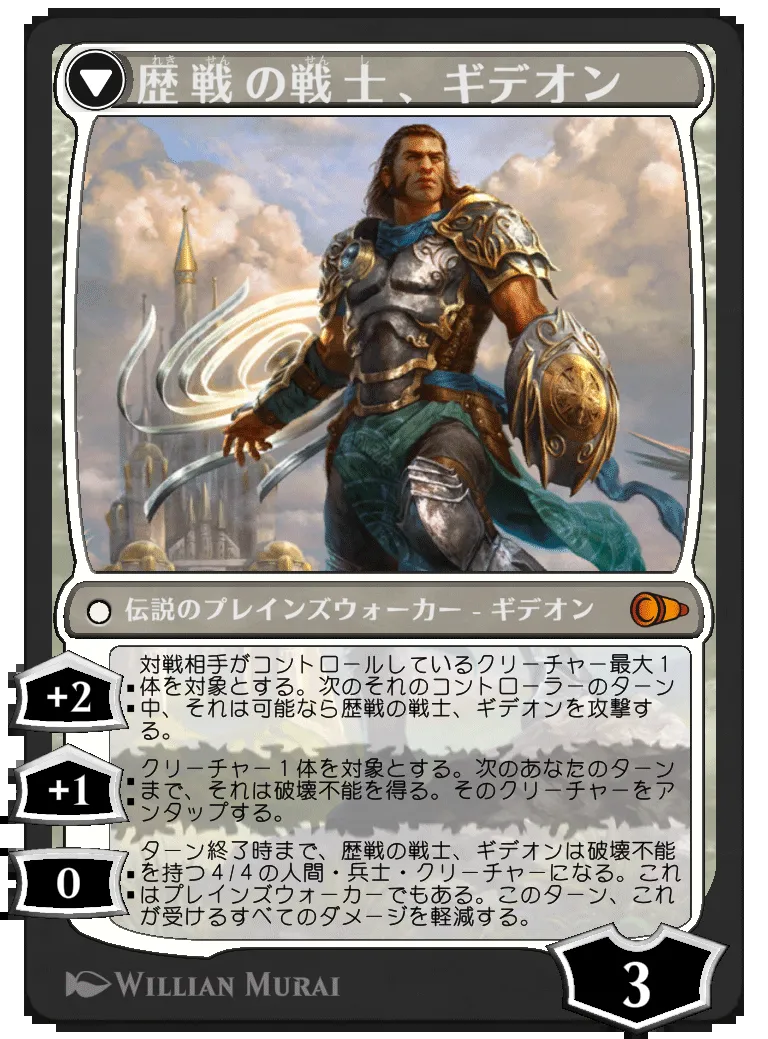 歴戦の戦士、ギデオン
伝説のプレインズウォーカー - ギデオン
+2
対戦相手がコントロールしているクリーチャー最大１
体を対象とする。次のそれのコントローラーのターン
中、それは可能なら歴戦の戦士、ギデオンを攻撃す
る。
+1
クリーチャー１体を対象とする。次のあなたのターン
まで、それは破壊不能を得る。そのクリーチャーをア
ンタップする。
0
ターン終了時まで、歴戦の戦士、ギデオンは破壊不能
を持つ４/４の人間・兵士・クリーチャーになる。これ
はプレインズウォーカーでもある。このターン、これ
が受けるすべてのダメージを軽減する。
WILLIAN MURAI
3